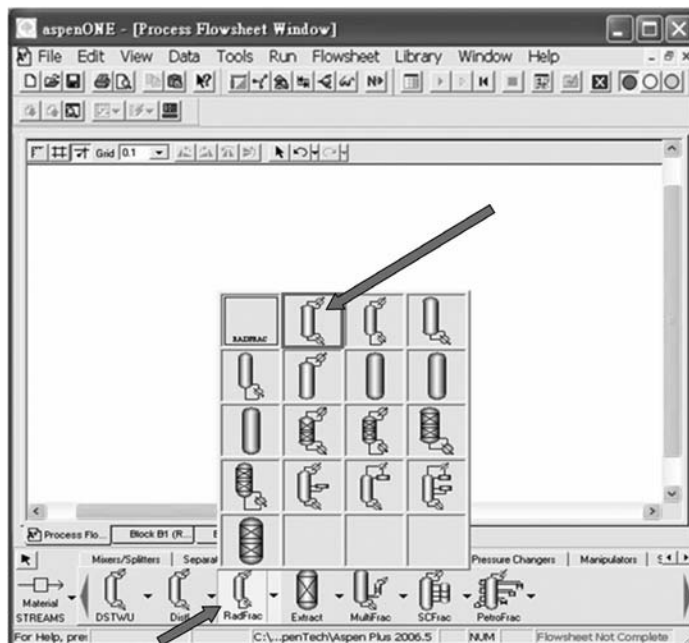 aspenONE - [Process Flowsheet Window]
File Edit View Data Tools Run Flowsheet Library Window Help
N>
Grid 0.1
RADFRAC
Process Flo... Block B1 (R...
Mixers/Splitters Separat Pressure Changers Manipulators
Material
STREAMS DSTWU Distl RadFrac Extract MultiFrac SCFrac PetroFrac
For Help, pre: C:\...penTech\Aspen Plus 2006.5 NUM Flowsheet Not Complete